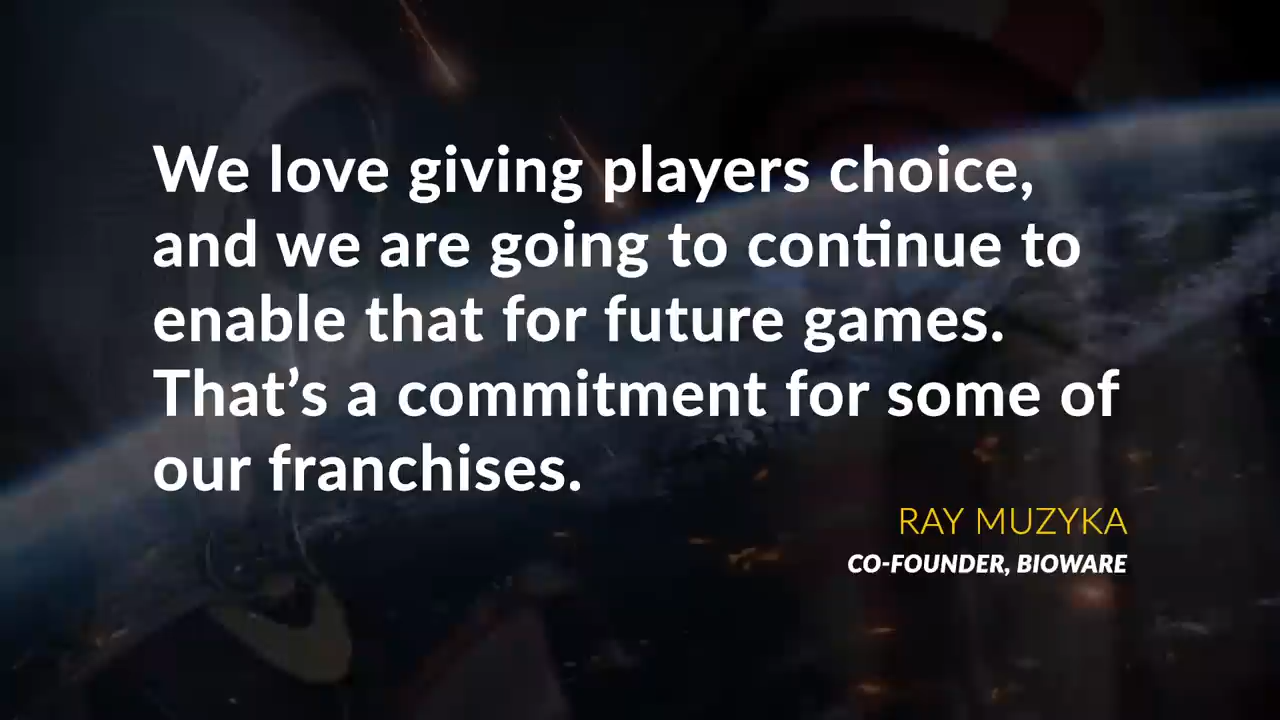 We love giving players choice,
and we are going to continue to
enable that for future games.
That’s a commitment for some of
our franchises.
RAY MUZYKA
CO-FOUNDER, BIOWARE